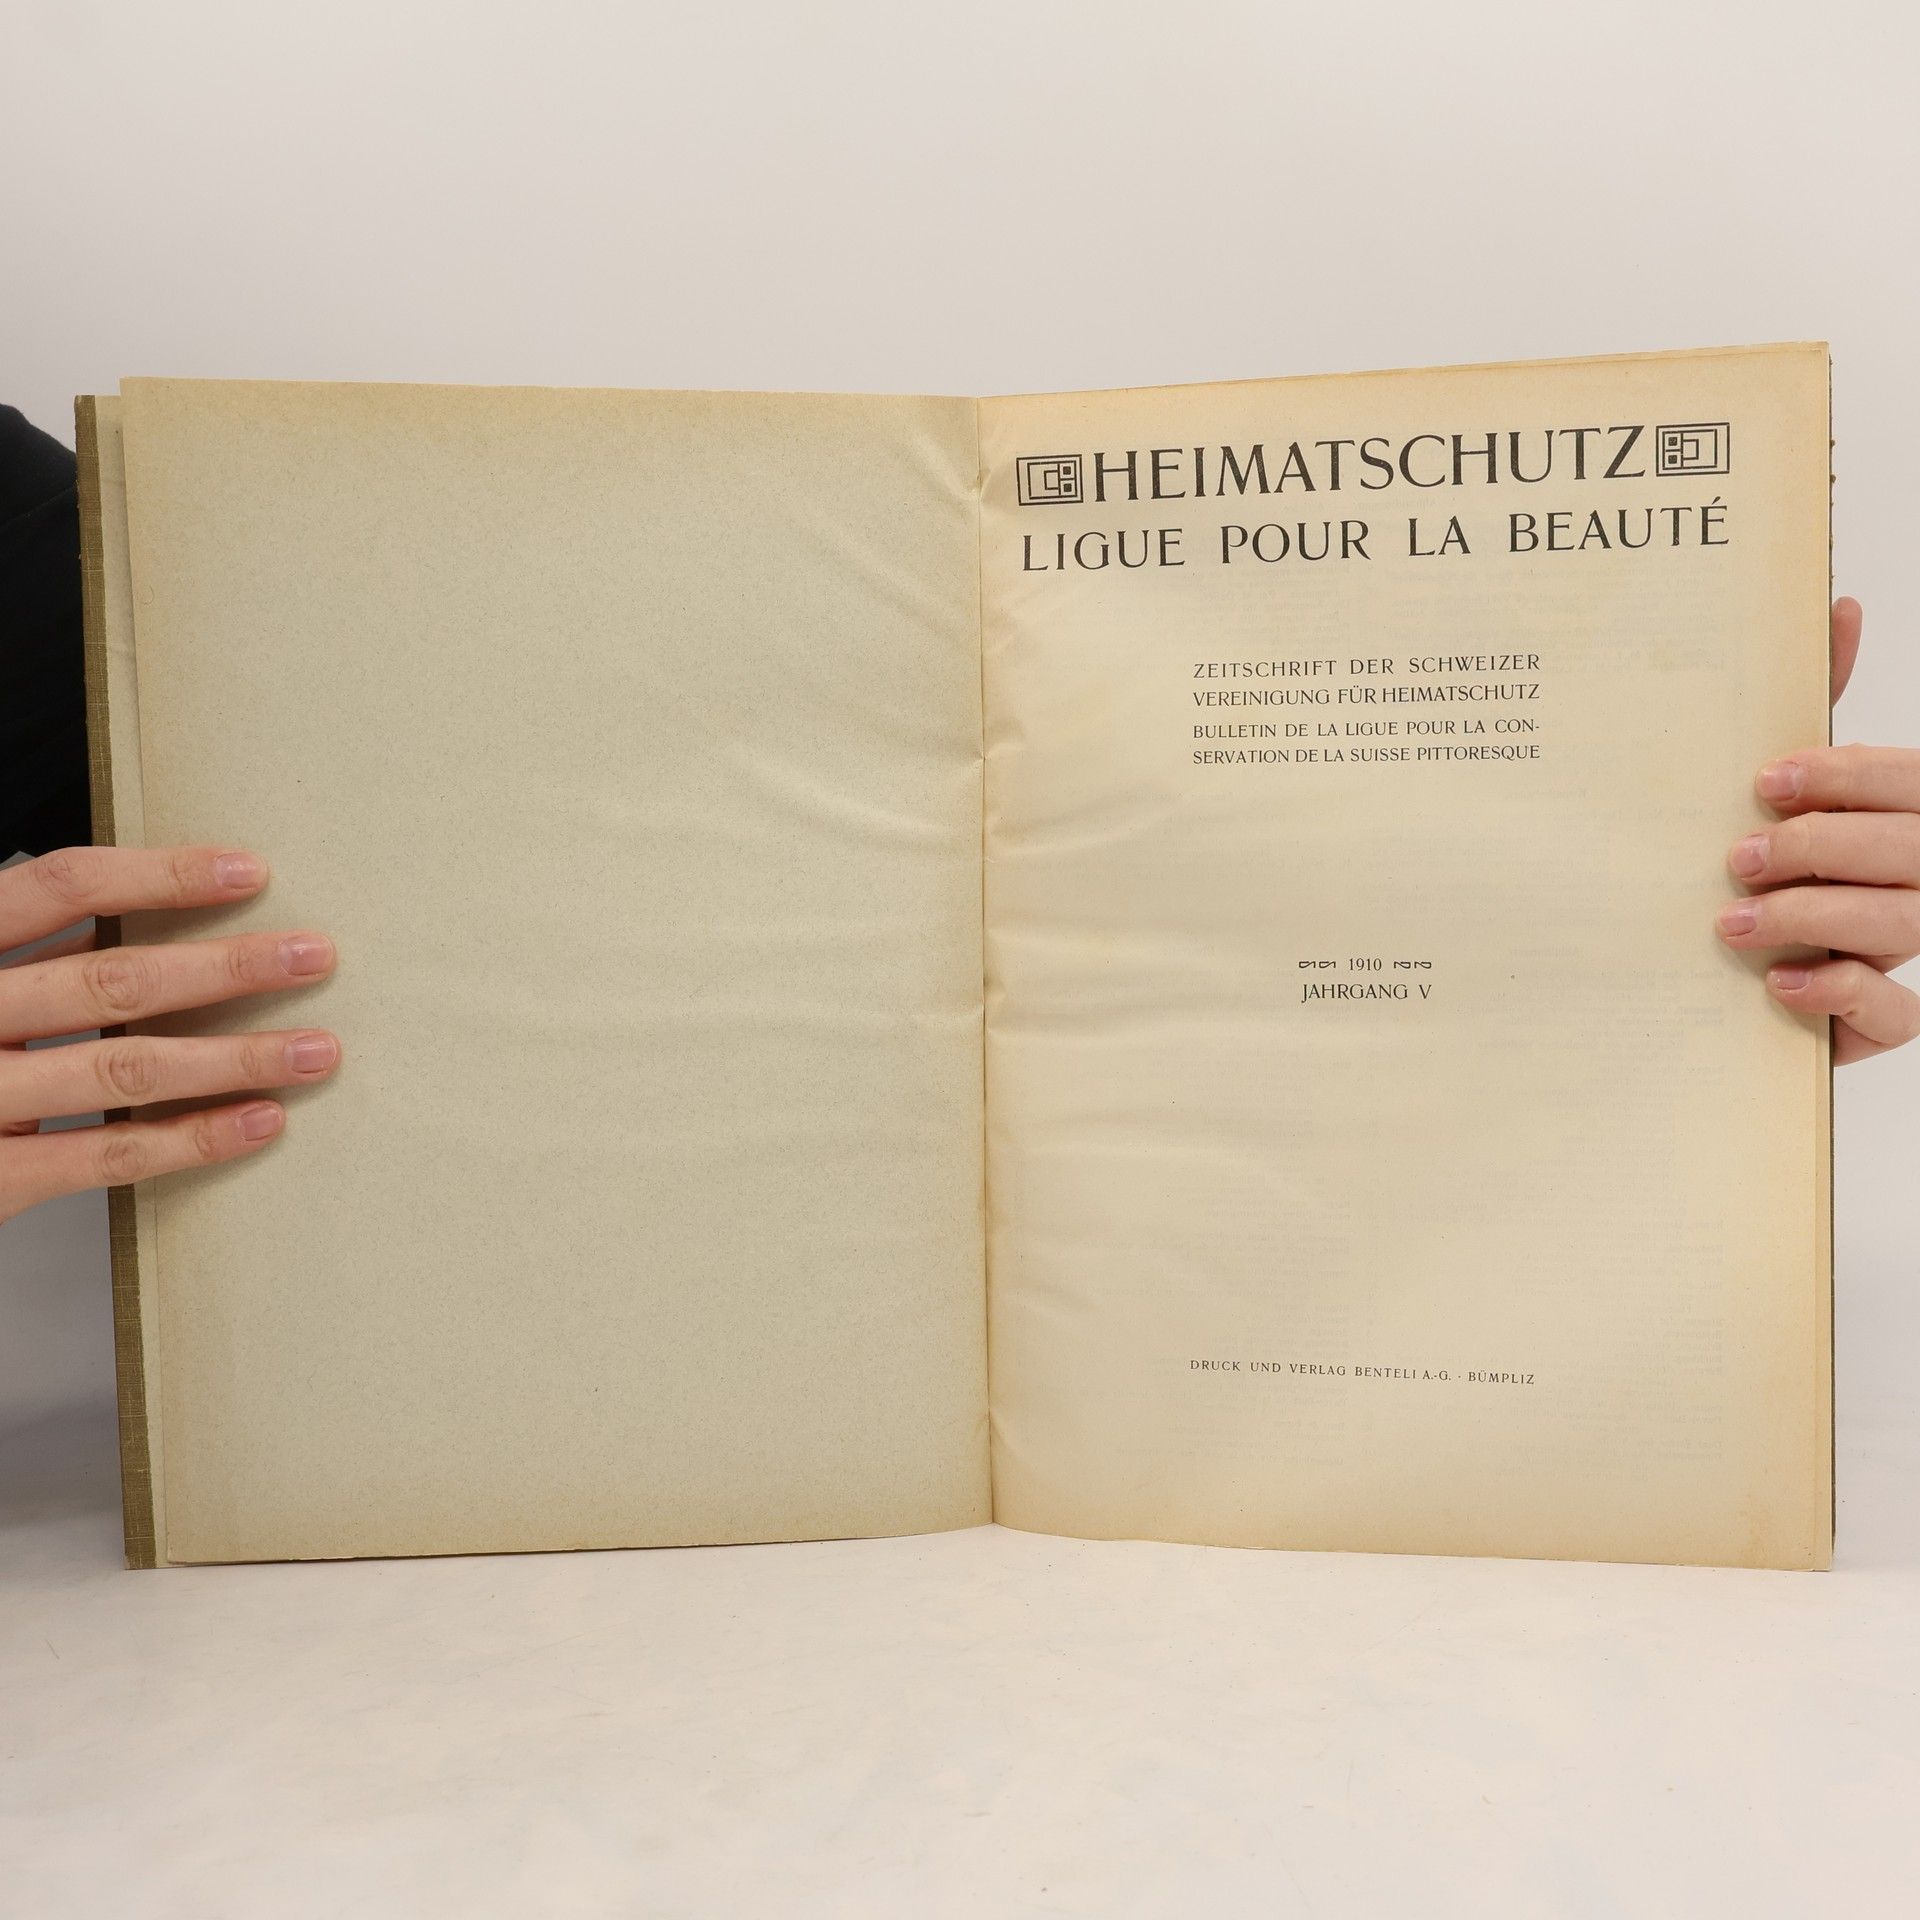 HEIMATSCHUTZ
LIGUE POUR LA BEAUTÉ
ZEITSCHRIFT DER SCHWEIZER
VEREINIGUNG FÜR HEIMATSCHUTZ
BULLETIN DE LA LIGUE POUR LA CON-
SERVATION DE LA SUISSE PITTORESQUE
1910
JAHRGANG V
DRUCK UND VERLAG BENTELI A.-G. · BÜMPLIZ